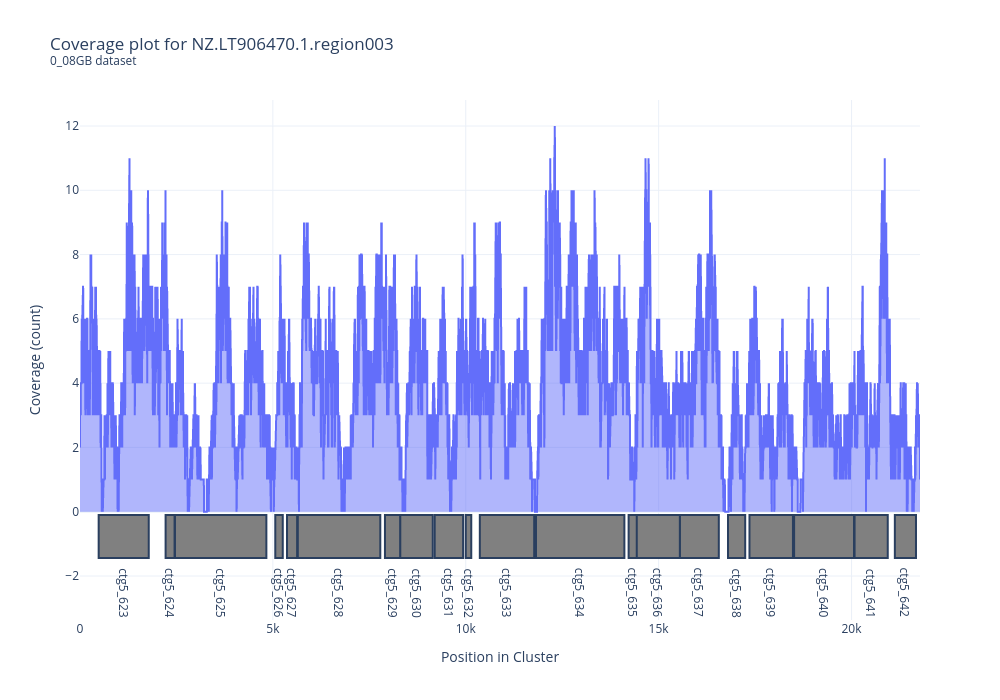 Coverage plot for NZ.LT906470.1.region003
0_08GB dataset
Coverage (count)
12
10
8
6
4
2
0
−2
ctg5_623
ctg5_624
ctg5_625
ctg5_626
ctg5_627
ctg5_628
ctg5_629
ctg5_630
ctg5_631
ctg5_632
ctg5_633
ctg5_634
ctg5_635
ctg5_636
ctg5_637
ctg5_638
ctg5_639
ctg5_640
ctg5_641
ctg5_642
0
5k
10k
15k
20k
Position in Cluster